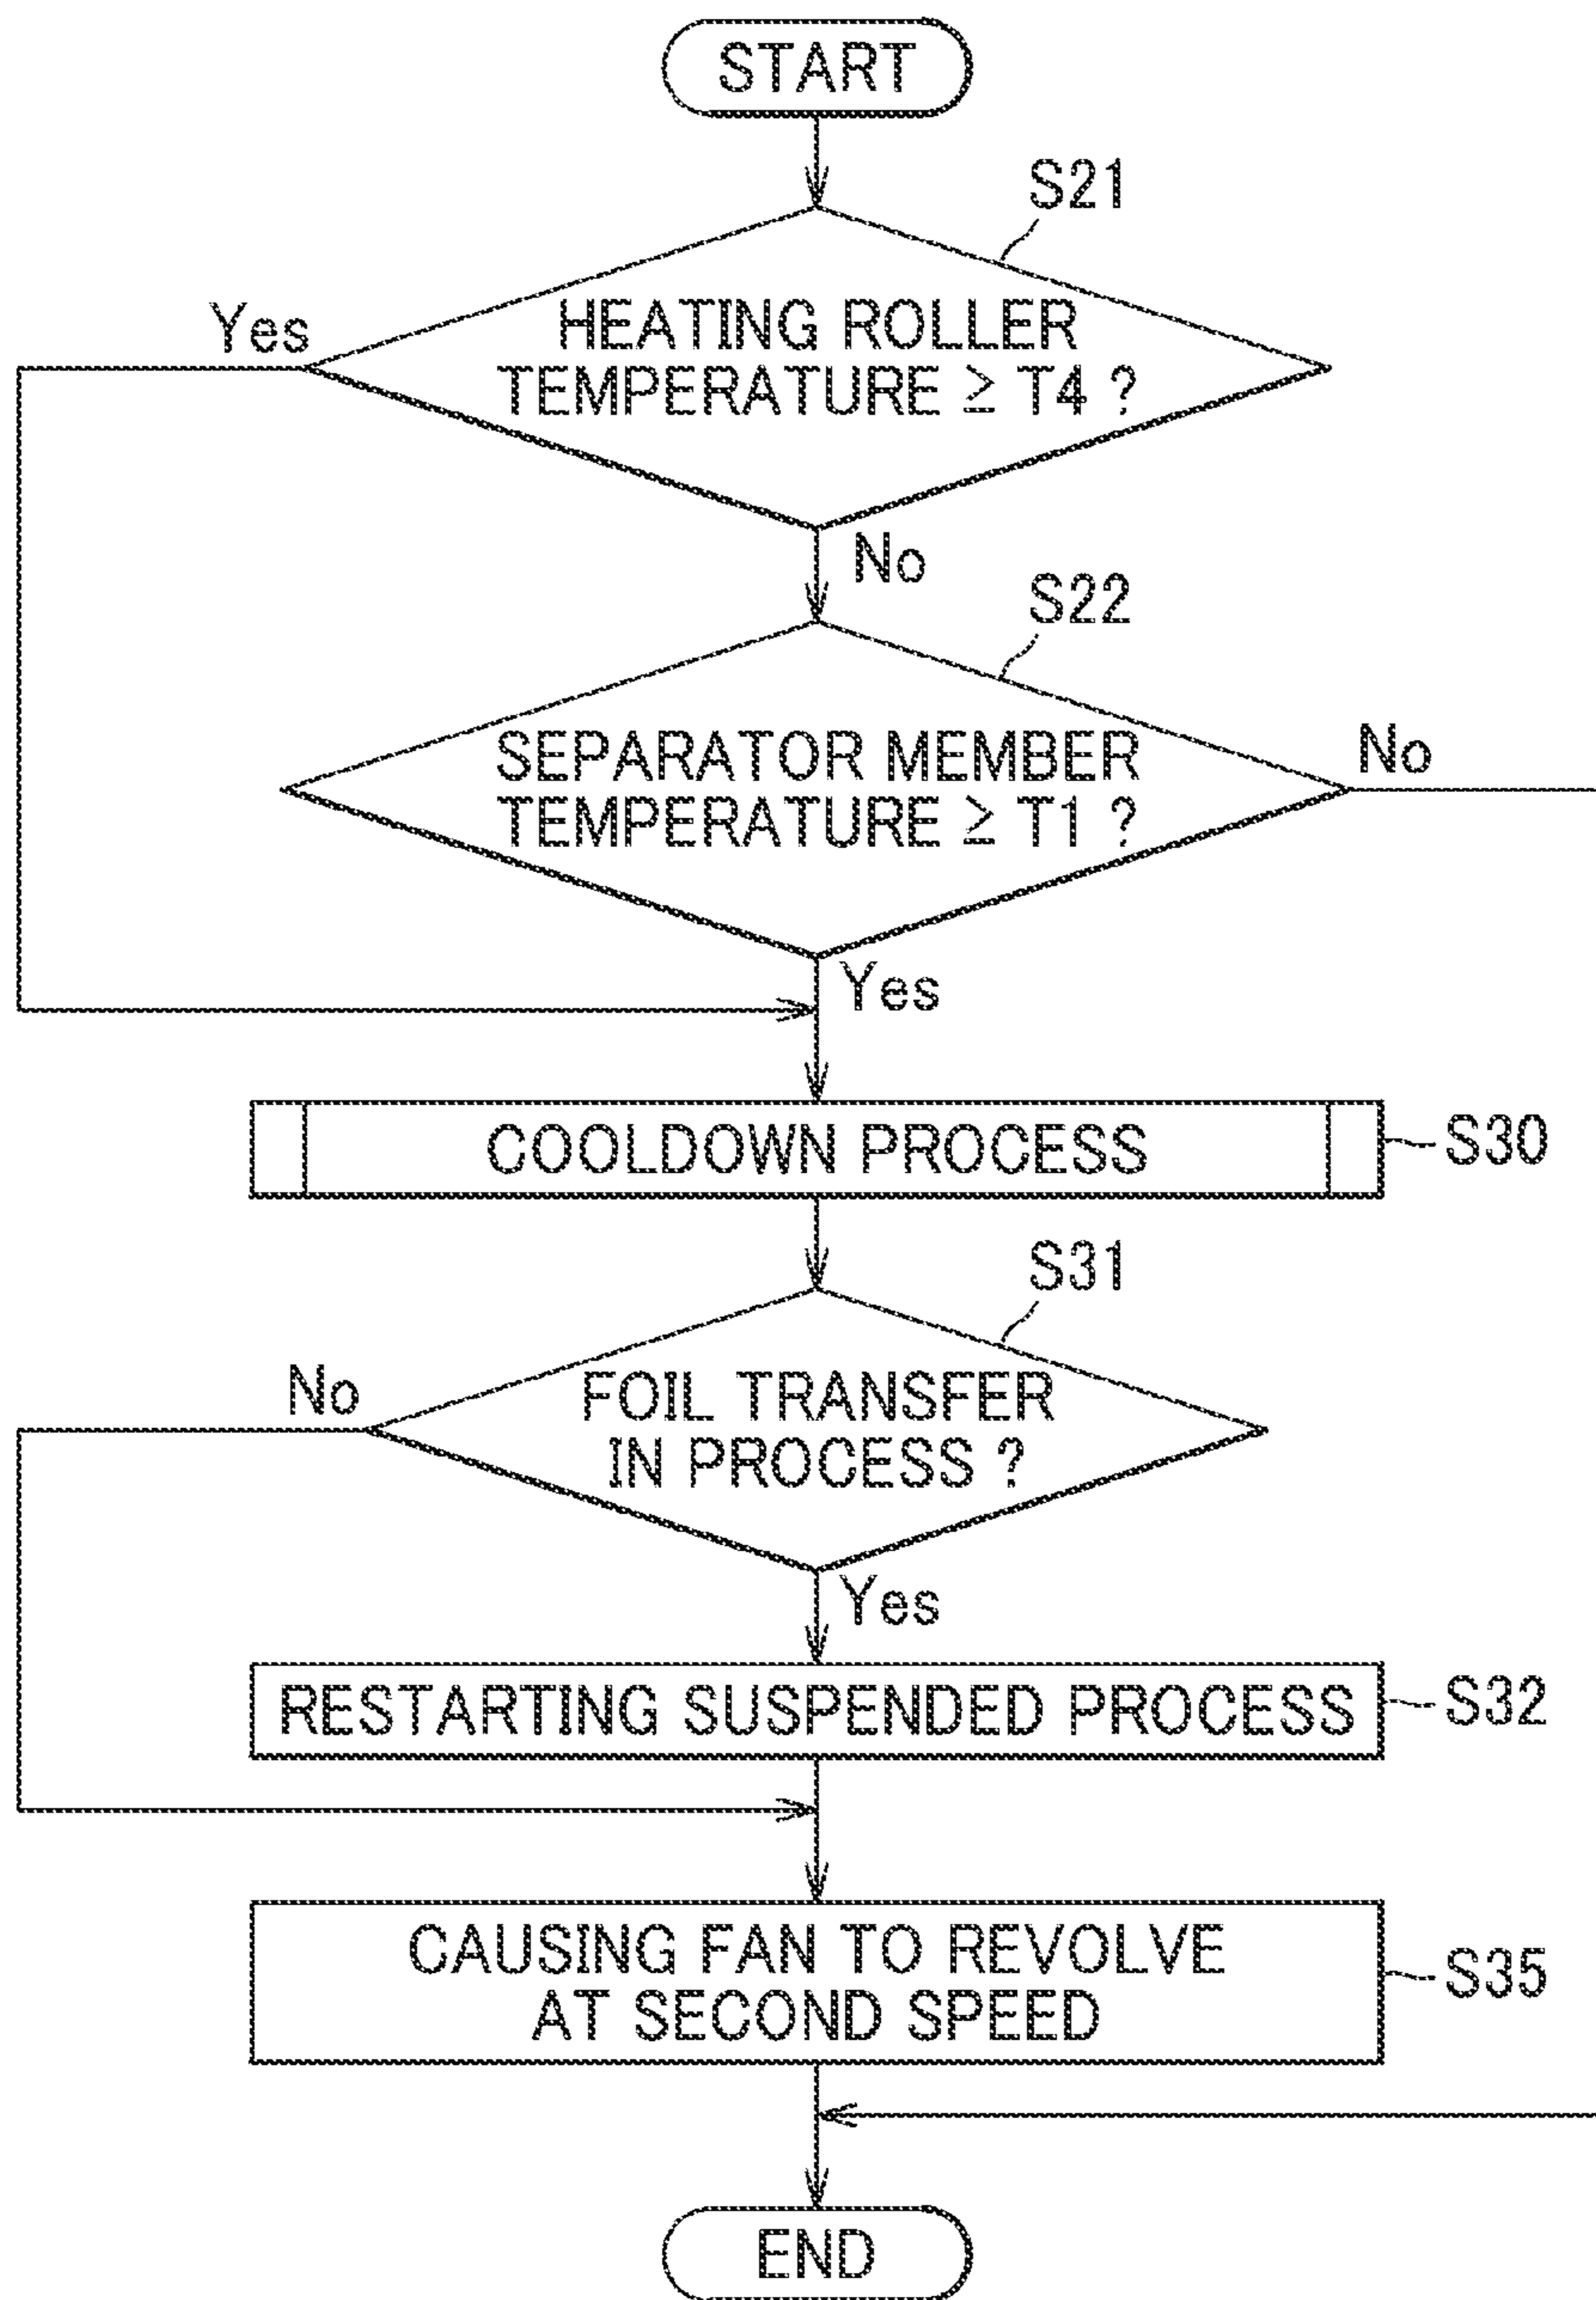 START
S21
Yes
HEATING ROLLER
TEMPERATURE ≥ T4 ?
No
S22
SEPARATOR MEMBER
TEMPERATURE ≥ T1 ?
No
Yes
COOLDOWN PROCESS
S30
S31
No
FOIL TRANSFER
IN PROCESS ?
Yes
RESTARTING SUSPENDED PROCESS
S32
CAUSING FAN TO REVOLVE
AT SECOND SPEED
S35
END